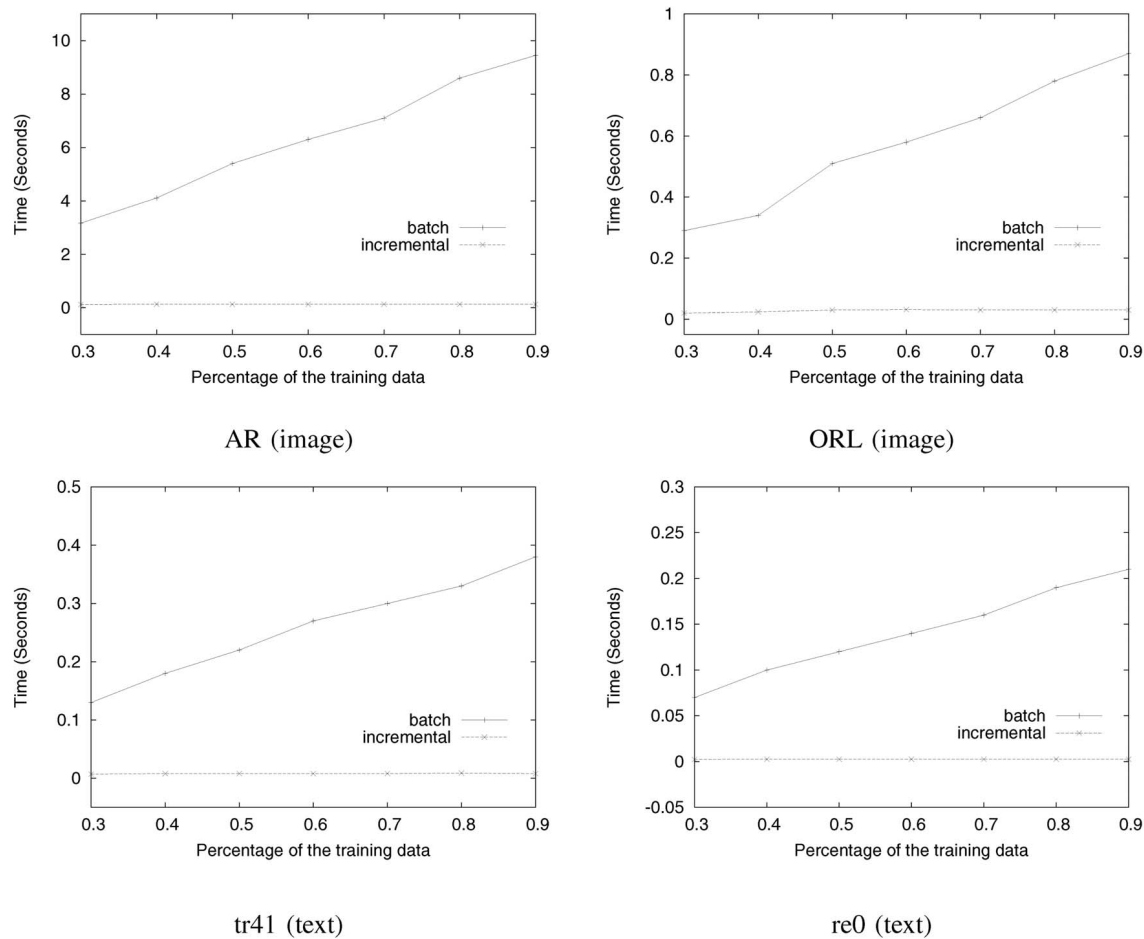 10
8
6
4
2
0
Time (Seconds)
batch
incremental
0.3 0.4 0.5 0.6 0.7 0.8 0.9
Percentage of the training data
AR (image)
1
0.8
0.6
0.4
0.2
0
Time (Seconds)
batch
incremental
0.3 0.4 0.5 0.6 0.7 0.8 0.9
Percentage of the training data
ORL (image)
0.5
0.4
0.3
0.2
0.1
0
Time (Seconds)
batch
incremental
0.3 0.4 0.5 0.6 0.7 0.8 0.9
Percentage of the training data
tr41 (text)
0.3
0.25
0.2
0.15
0.1
0.05
0
-0.05
Time (Seconds)
batch
incremental
0.3 0.4 0.5 0.6 0.7 0.8 0.9
Percentage of the training data
re0 (text)